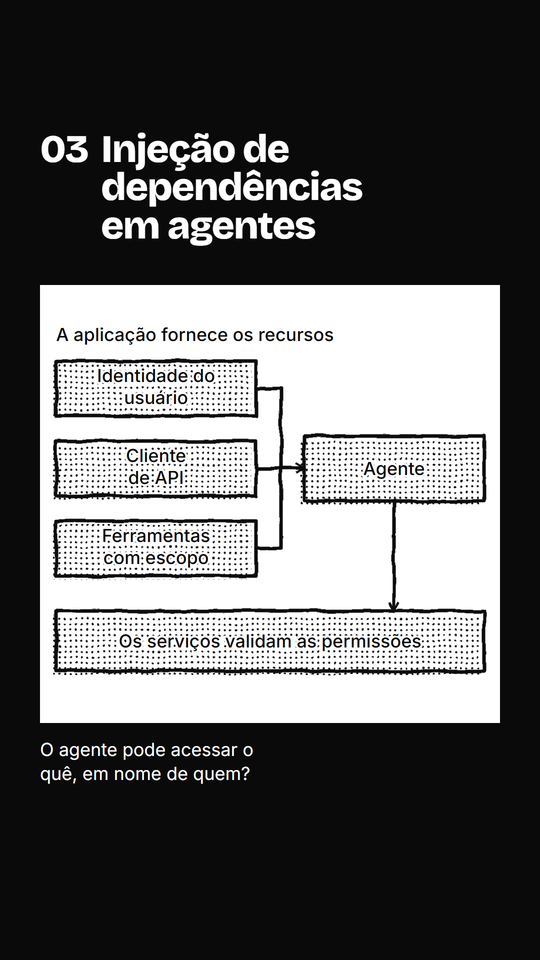 03 Injeção de
dependências
em agentes
A aplicação fornece os recursos
Identidade do
usuário
Cliente
de API
Ferramentas
com escopo
Agente
Os serviços validam as permissões
O agente pode acessar o
quê, em nome de quem?